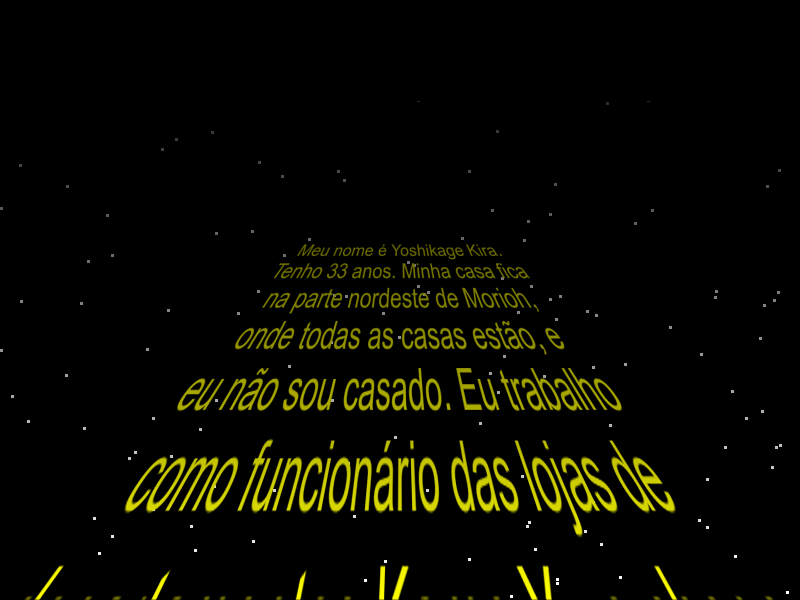 Meu nome é Yoshikage Kira.
Tenho 33 anos. Minha casa fica
na parte nordeste de Morioh,
onde todas as casas estão, e
eu não sou casado. Eu trabalho
como funcionário das lojas de